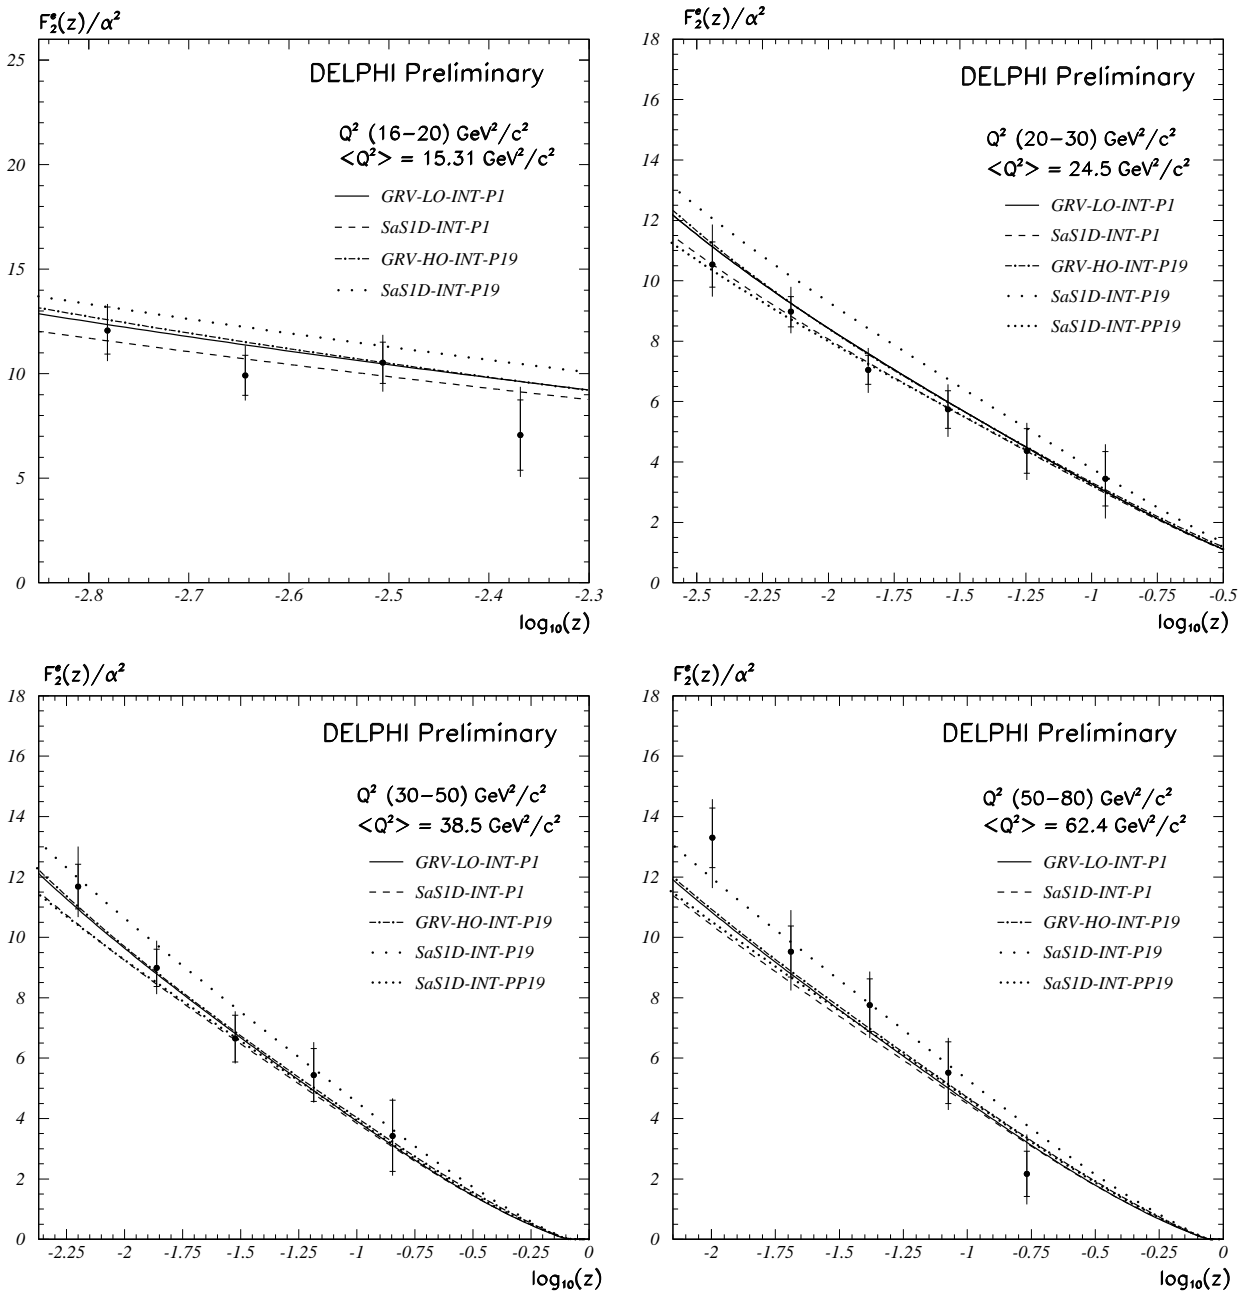 F₂ᵉ(z)/α²
DELPHI Preliminary
Q² (16−20) GeV²/c²
<Q²> = 15.31 GeV²/c²
GRV-LO-INT-P1
SaS1D-INT-P1
GRV-HO-INT-P19
SaS1D-INT-P19
25
20
15
10
5
0
-2.8 -2.7 -2.6 -2.5 -2.4 -2.3
log₁₀(z)
F₂ᵉ(z)/α²
DELPHI Preliminary
Q² (20−30) GeV²/c²
<Q²> = 24.5 GeV²/c²
GRV-LO-INT-P1
SaS1D-INT-P1
GRV-HO-INT-P19
SaS1D-INT-P19
SaS1D-INT-PP19
18
16
14
12
10
8
6
4
2
0
-2.5 -2.25 -2 -1.75 -1.5 -1.25 -1 -0.75 -0.5
log₁₀(z)
F₂ᵉ(z)/α²
DELPHI Preliminary
Q² (30−50) GeV²/c²
<Q²> = 38.5 GeV²/c²
GRV-LO-INT-P1
SaS1D-INT-P1
GRV-HO-INT-P19
SaS1D-INT-P19
SaS1D-INT-PP19
18
16
14
12
10
8
6
4
2
0
-2.25 -2 -1.75 -1.5 -1.25 -1 -0.75 -0.5 -0.25 0
log₁₀(z)
F₂ᵉ(z)/α²
DELPHI Preliminary
Q² (50−80) GeV²/c²
<Q²> = 62.4 GeV²/c²
GRV-LO-INT-P1
SaS1D-INT-P1
GRV-HO-INT-P19
SaS1D-INT-P19
SaS1D-INT-PP19
18
16
14
12
10
8
6
4
2
0
-2 -1.75 -1.5 -1.25 -1 -0.75 -0.5 -0.25 0
log₁₀(z)